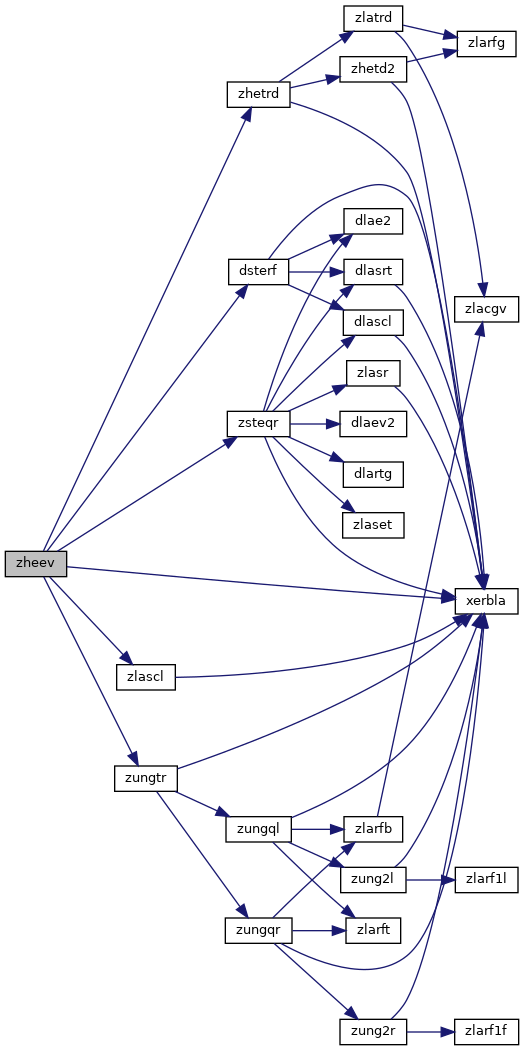 zlatrd
zlarfg
zhetd2
zhetrd
dlae2
dsterf
dlasrt
zlacgv
dlascl
zlasr
zsteqr
dlaev2
dlartg
zlaset
zheev
xerbla
zlascl
zungtr
zungql
zlarfb
zung2l
zlarf1l
zungqr
zlarft
zung2r
zlarf1f